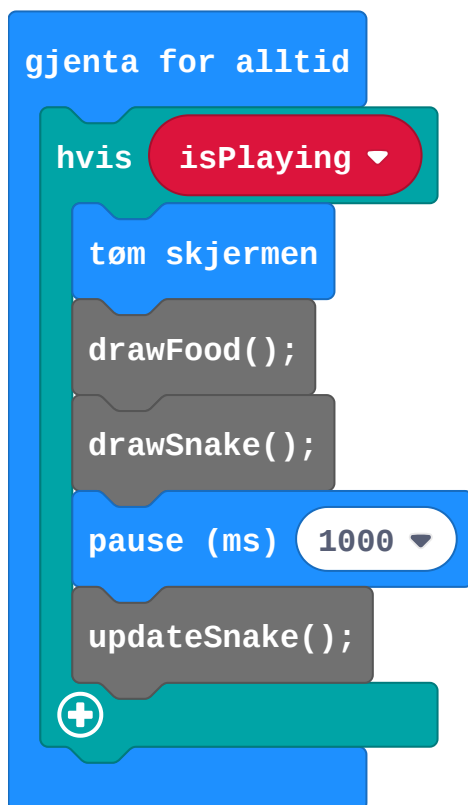 gjenta for alltid
hvis isPlaying
tøm skjermen
drawFood();
drawSnake();
pause (ms) 1000
updateSnake();